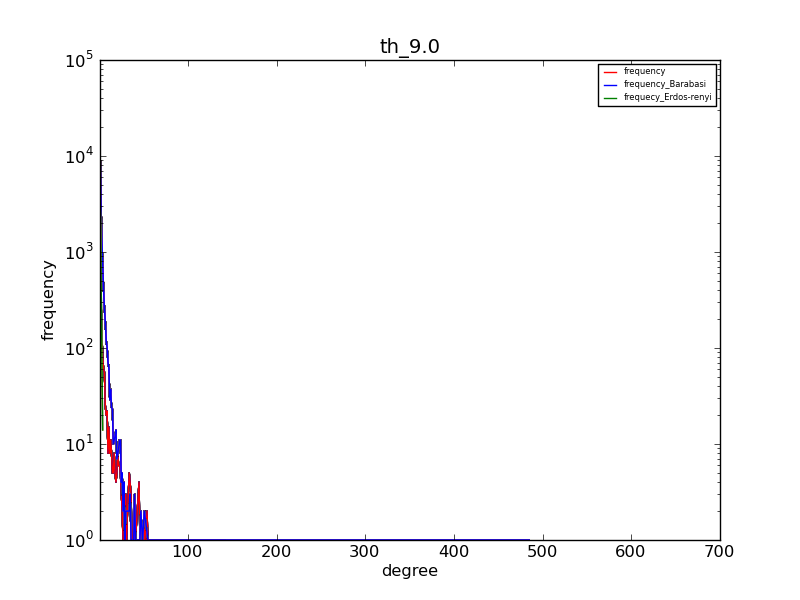 th_9.0
10^5
frequency
frequency_Barabasi
frequecy_Erdos-renyi
10^4
10^3
10^2
10^1
10^0
frequency
100 200 300 400 500 600 700
degree